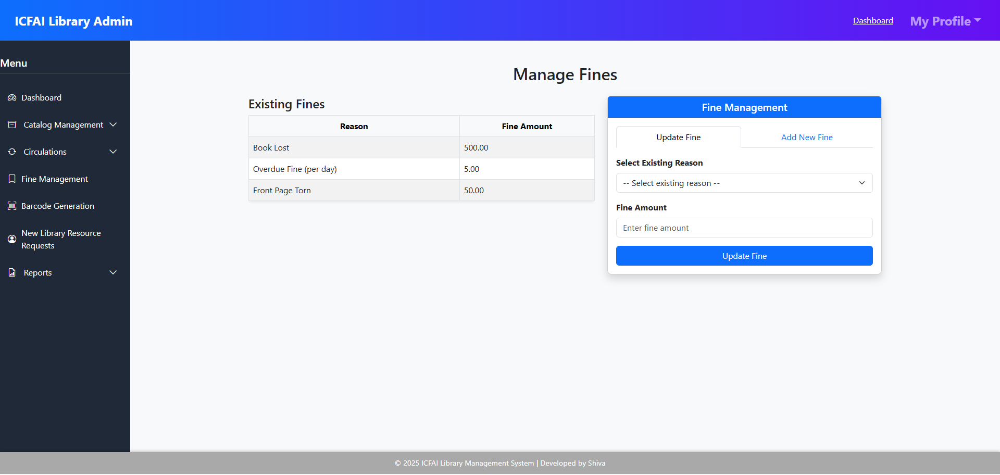 ICFAI Library Admin
Dashboard
My Profile
Menu
Dashboard
Catalog Management
Circulations
Fine Management
Barcode Generation
New Library Resource
Requests
Reports
Manage Fines
Existing Fines
Reason Fine Amount
Book Lost 500.00
Overdue Fine (per day) 5.00
Front Page Torn 50.00
Fine Management
Update Fine Add New Fine
Select Existing Reason
-- Select existing reason --
Fine Amount
Enter fine amount
Update Fine
© 2025 ICFAI Library Management System | Developed by Shiva